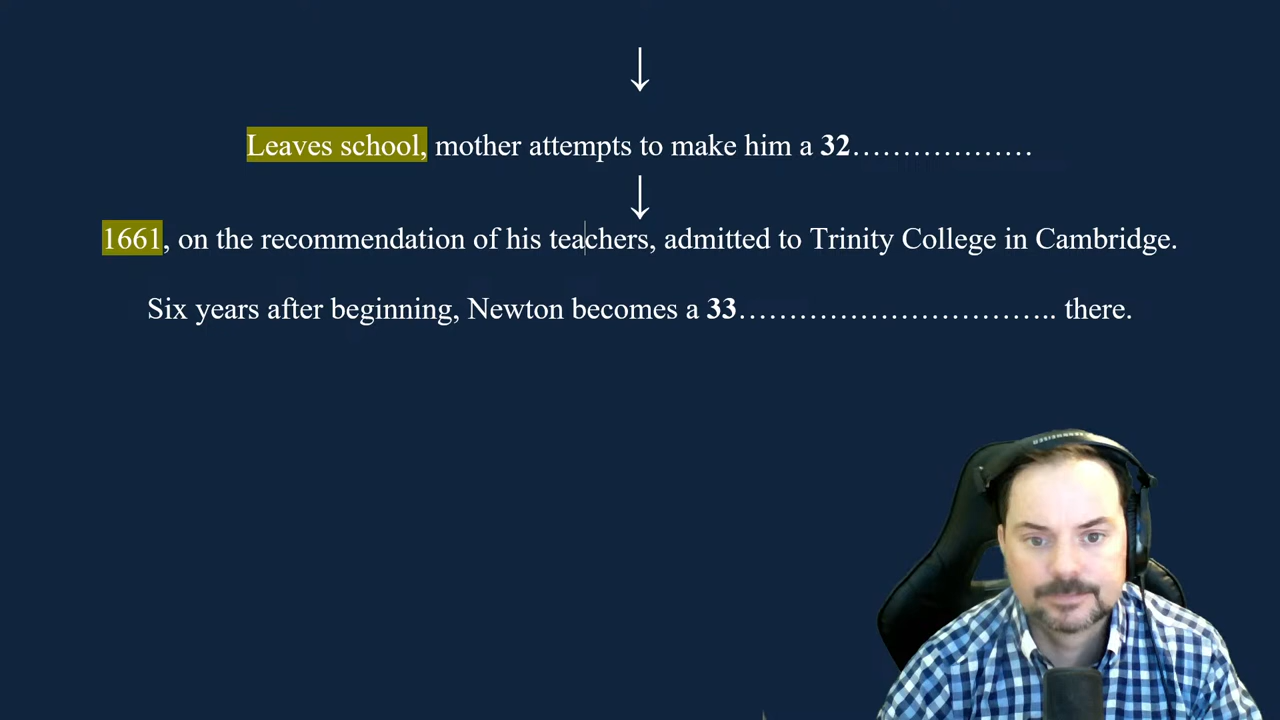 ↓
Leaves school, mother attempts to make him a 32………………
↓
1661, on the recommendation of his teachers, admitted to Trinity College in Cambridge.
Six years after beginning, Newton becomes a 33………………………….. there.